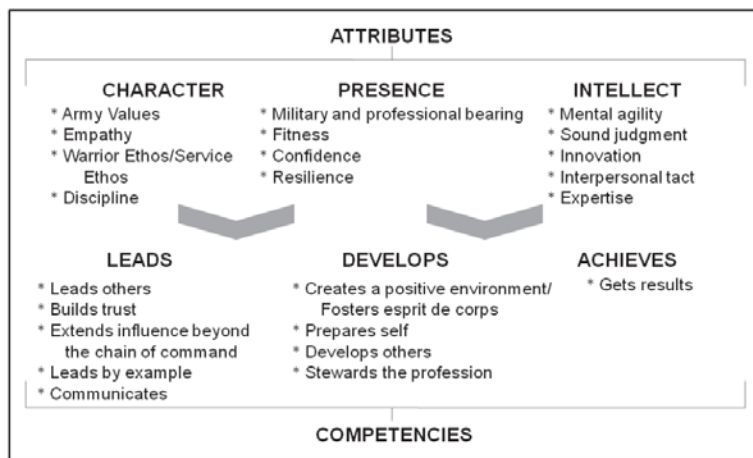 ATTRIBUTES
CHARACTER
* Army Values
* Empathy
* Warrior Ethos/Service
Ethos
* Discipline
PRESENCE
* Military and professional bearing
* Fitness
* Confidence
* Resilience
INTELLECT
* Mental agility
* Sound judgment
* Innovation
* Interpersonal tact
* Expertise
LEADS
* Leads others
* Builds trust
* Extends influence beyond
the chain of command
* Leads by example
* Communicates
DEVELOPS
* Creates a positive environment/
Fosters esprit de corps
* Prepares self
* Develops others
* Stewards the profession
ACHIEVES
* Gets results
COMPETENCIES